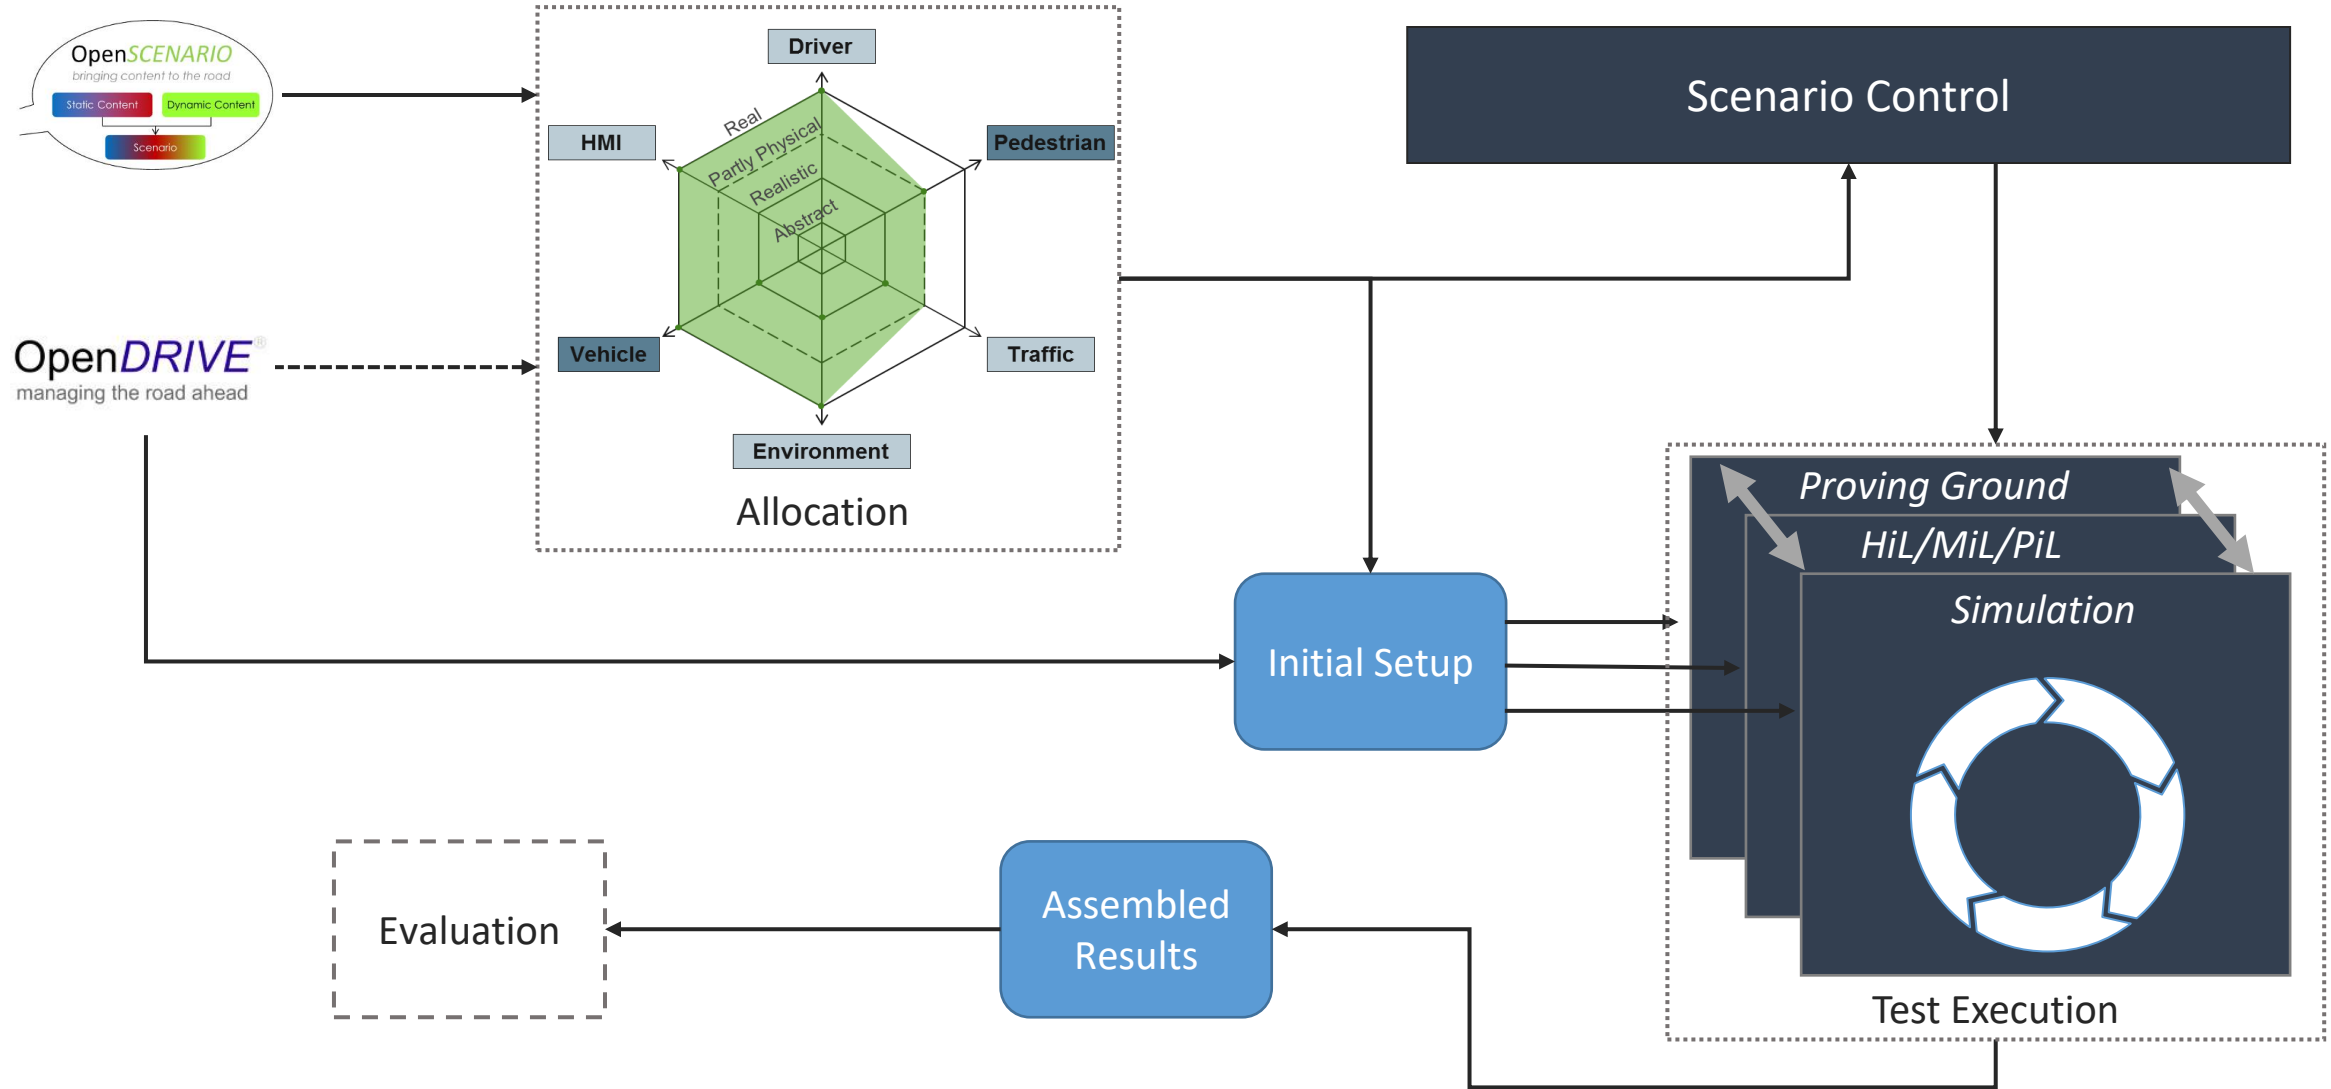 OpenSCENARIO
bringing content to the road
Static Content
Dynamic Content
Scenario
OpenDRIVE®
managing the road ahead
Driver
HMI
Pedestrian
Real
Partly Physical
Realistic
Abstract
Vehicle
Traffic
Environment
Allocation
Scenario Control
Proving Ground
HiL/MiL/PiL
Simulation
Test Execution
Initial Setup
Assembled
Results
Evaluation